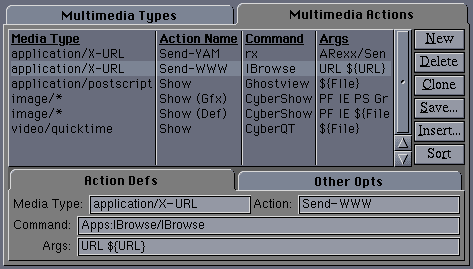 Multimedia Types Multimedia Actions
Media Type Action Name Command Args New
application/X-URL Send-YAM rx ARexx/Sen
application/X-URL Send-WWW IBrowse URL ${URL} Delete
application/postscript Show Ghostview ${File}
image/* Show (Gfx) CyberShow PF IE PS Gr Clone
image/* Show (Def) CyberShow PF IE ${File Save...
video/quicktime Show CyberQT ${File}
Insert...
Sort
Action Defs Other Opts
Media Type: application/X-URL Action: Send-WWW
Command: Apps:IBrowse/IBrowse
Args: URL ${URL}